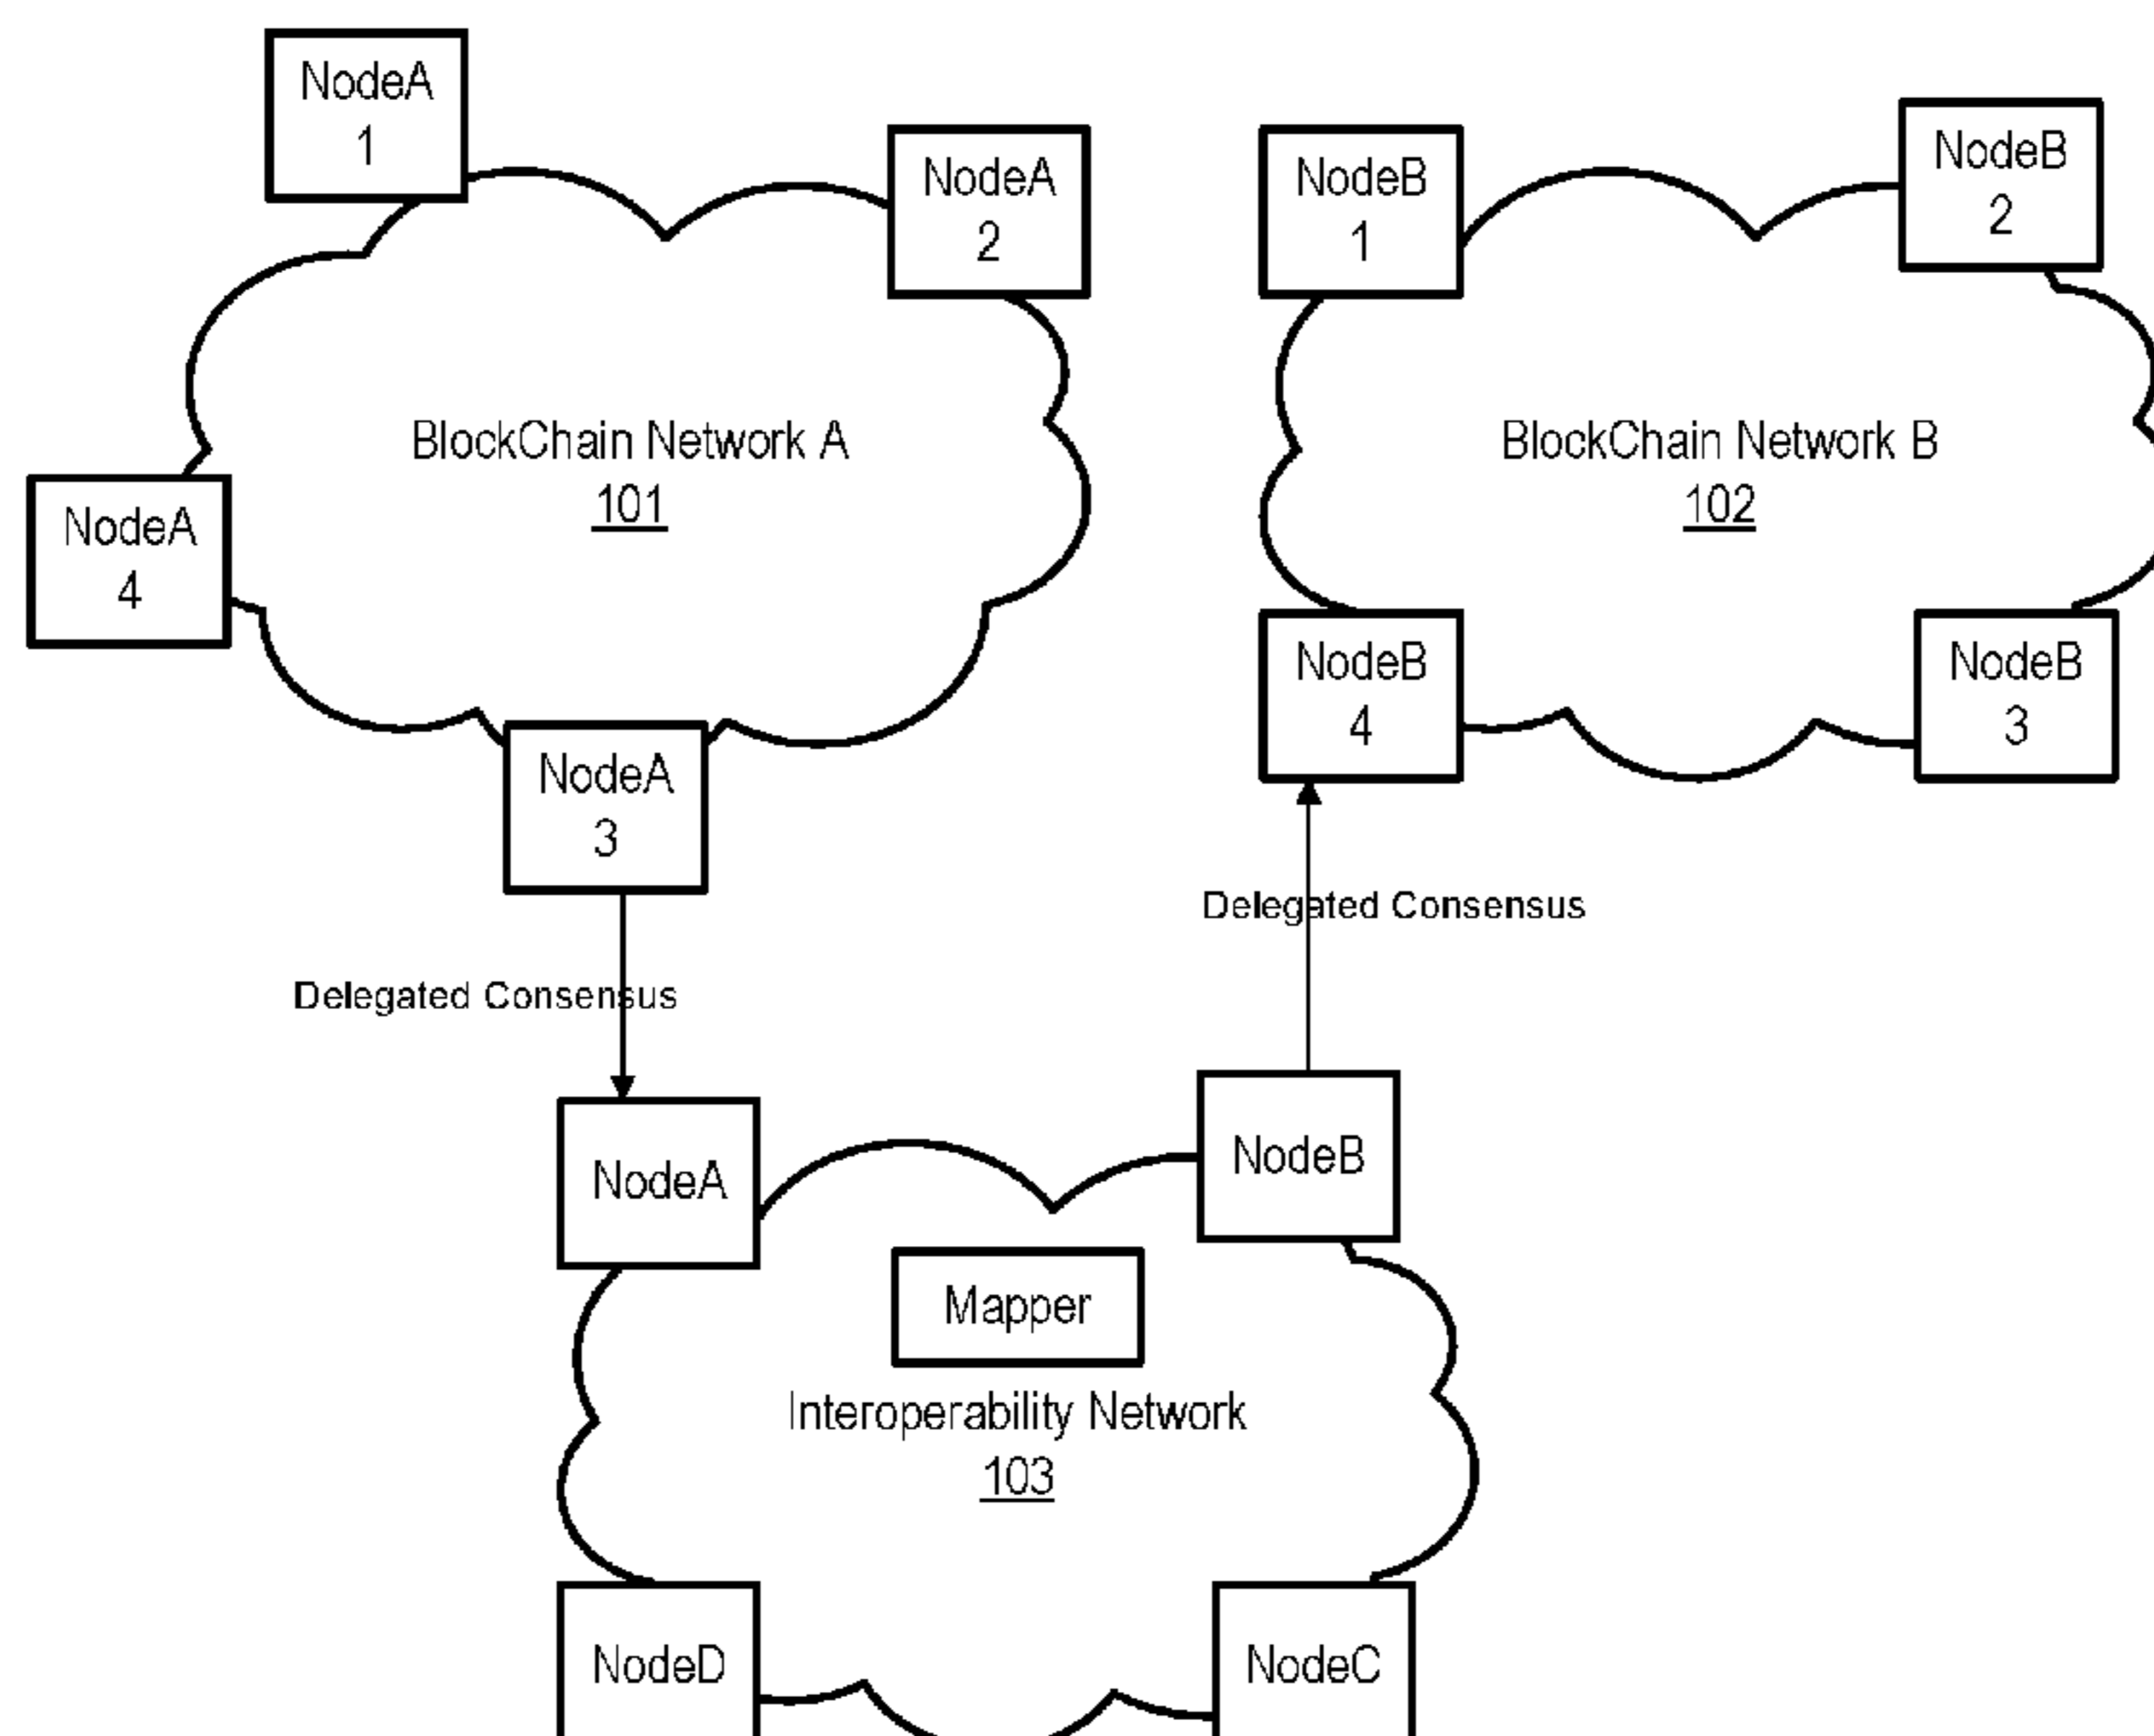 NodeA
1
NodeA
2
NodeB
1
NodeB
2
BlockChain Network A
101
BlockChain Network B
102
NodeA
4
NodeB
4
NodeB
3
NodeA
3
Delegated Consensus
Delegated Consensus
NodeA
NodeB
Mapper
Interoperability Network
103
NodeD
NodeC